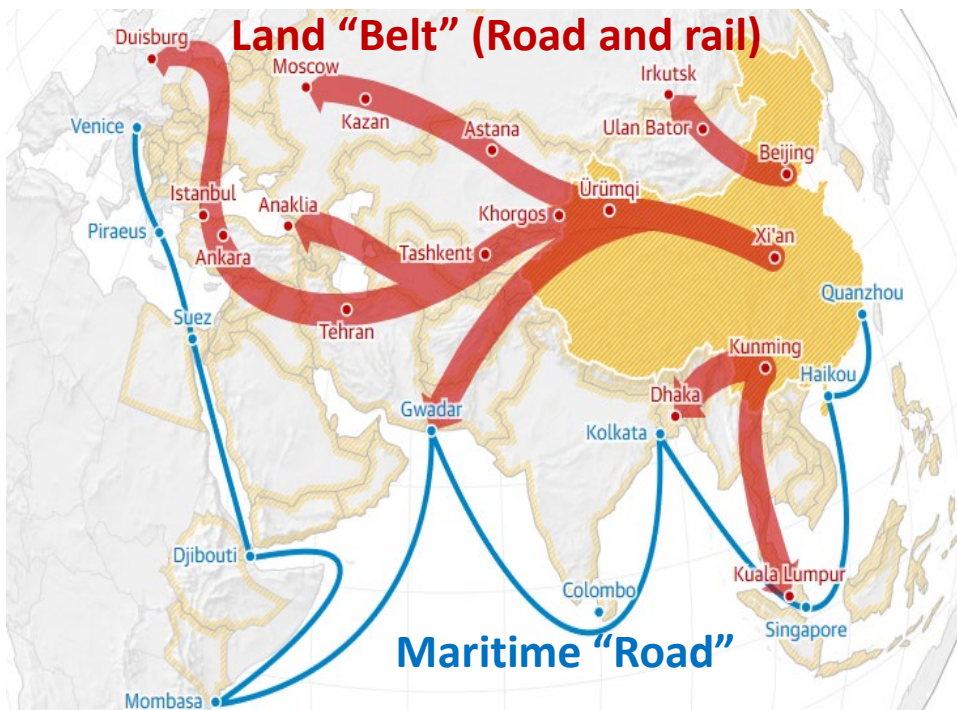 Land “Belt” (Road and rail)
Duisburg
Moscow
Irkutsk
Kazan
Venice
Ulan Bator
Astana
Beijing
Istanbul
Anaklia
Ürümqi
Khorgos
Piraeus
Xi'an
Ankara
Tashkent
Quanzhou
Suez
Tehran
Kunming
Haikou
Dhaka
Gwadar
Kolkata
Djibouti
Kuala Lumpur
Colombo
Singapore
Maritime “Road”
Mombasa